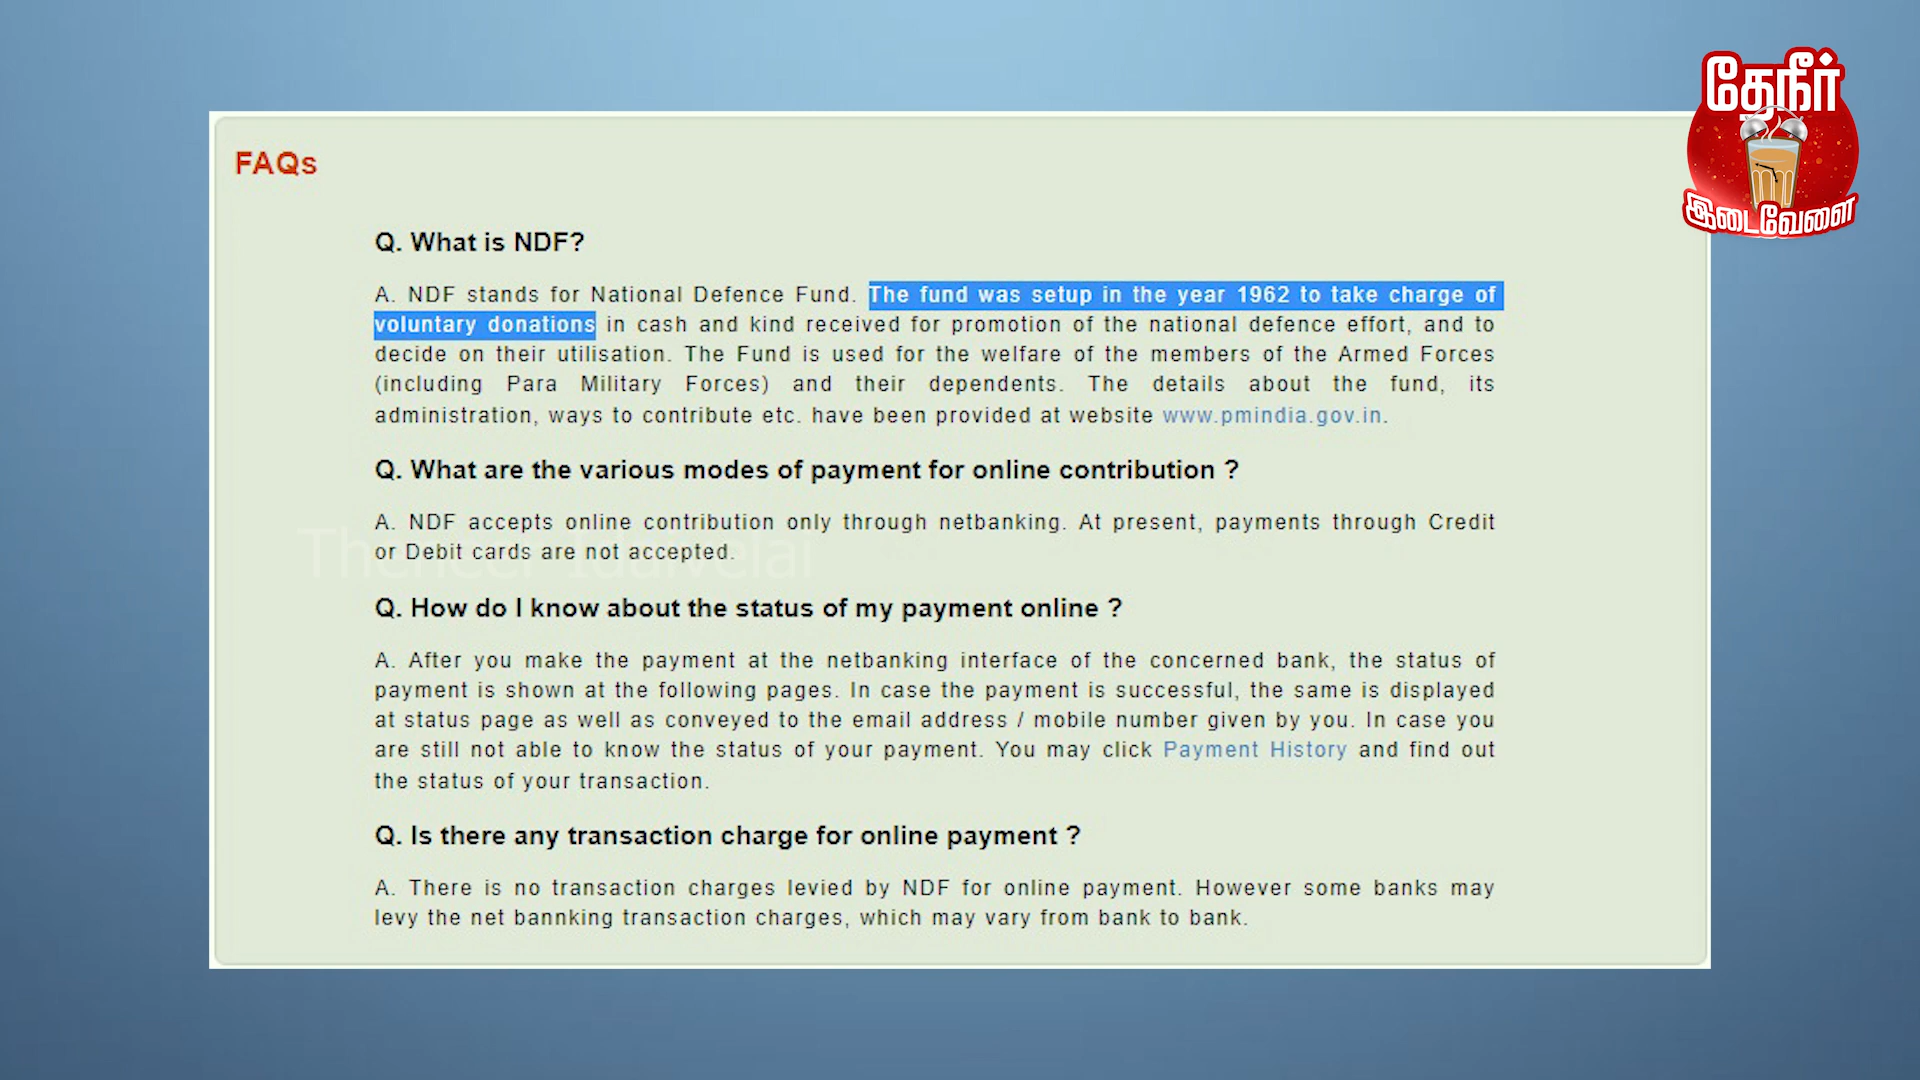 தேநீர்
இடைவேளை
FAQs
Q. What is NDF?
A. NDF stands for National Defence Fund. The fund was setup in the year 1962 to take charge of
voluntary donations in cash and kind received for promotion of the national defence effort, and to
decide on their utilisation. The Fund is used for the welfare of the members of the Armed Forces
(including Para Military Forces) and their dependents. The details about the fund, its
administration, ways to contribute etc. have been provided at website www.pmindia.gov.in.
Q. What are the various modes of payment for online contribution ?
A. NDF accepts online contribution only through netbanking. At present, payments through Credit
or Debit cards are not accepted.
Theneer Idaivelai
Q. How do I know about the status of my payment online ?
A. After you make the payment at the netbanking interface of the concerned bank, the status of
payment is shown at the following pages. In case the payment is successful, the same is displayed
at status page as well as conveyed to the email address / mobile number given by you. In case you
are still not able to know the status of your payment. You may click Payment History and find out
the status of your transaction.
Q. Is there any transaction charge for online payment ?
A. There is no transaction charges levied by NDF for online payment. However some banks may
levy the net bannking transaction charges, which may vary from bank to bank.